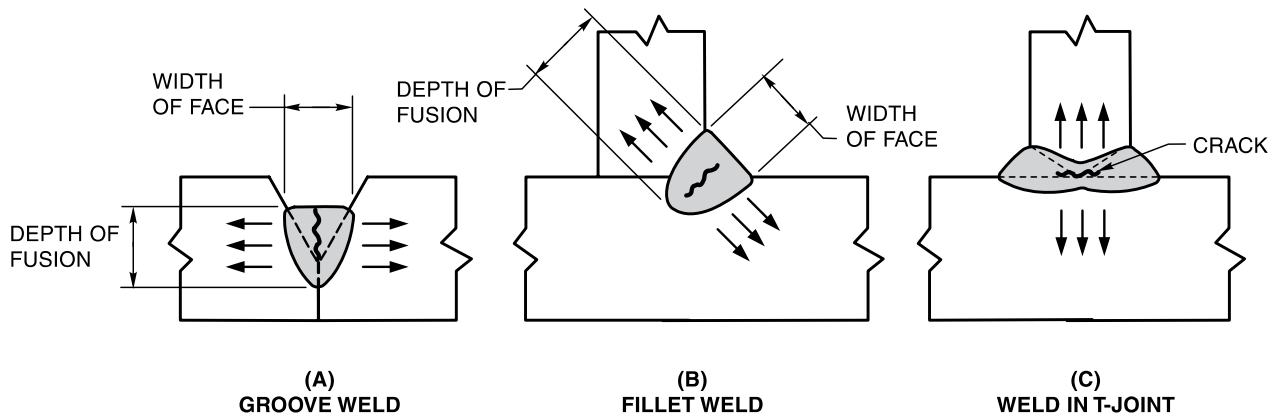 WIDTH
OF FACE
DEPTH OF
FUSION
(A)
GROOVE WELD
DEPTH OF
FUSION
WIDTH
OF FACE
(B)
FILLET WELD
CRACK
(C)
WELD IN T-JOINT